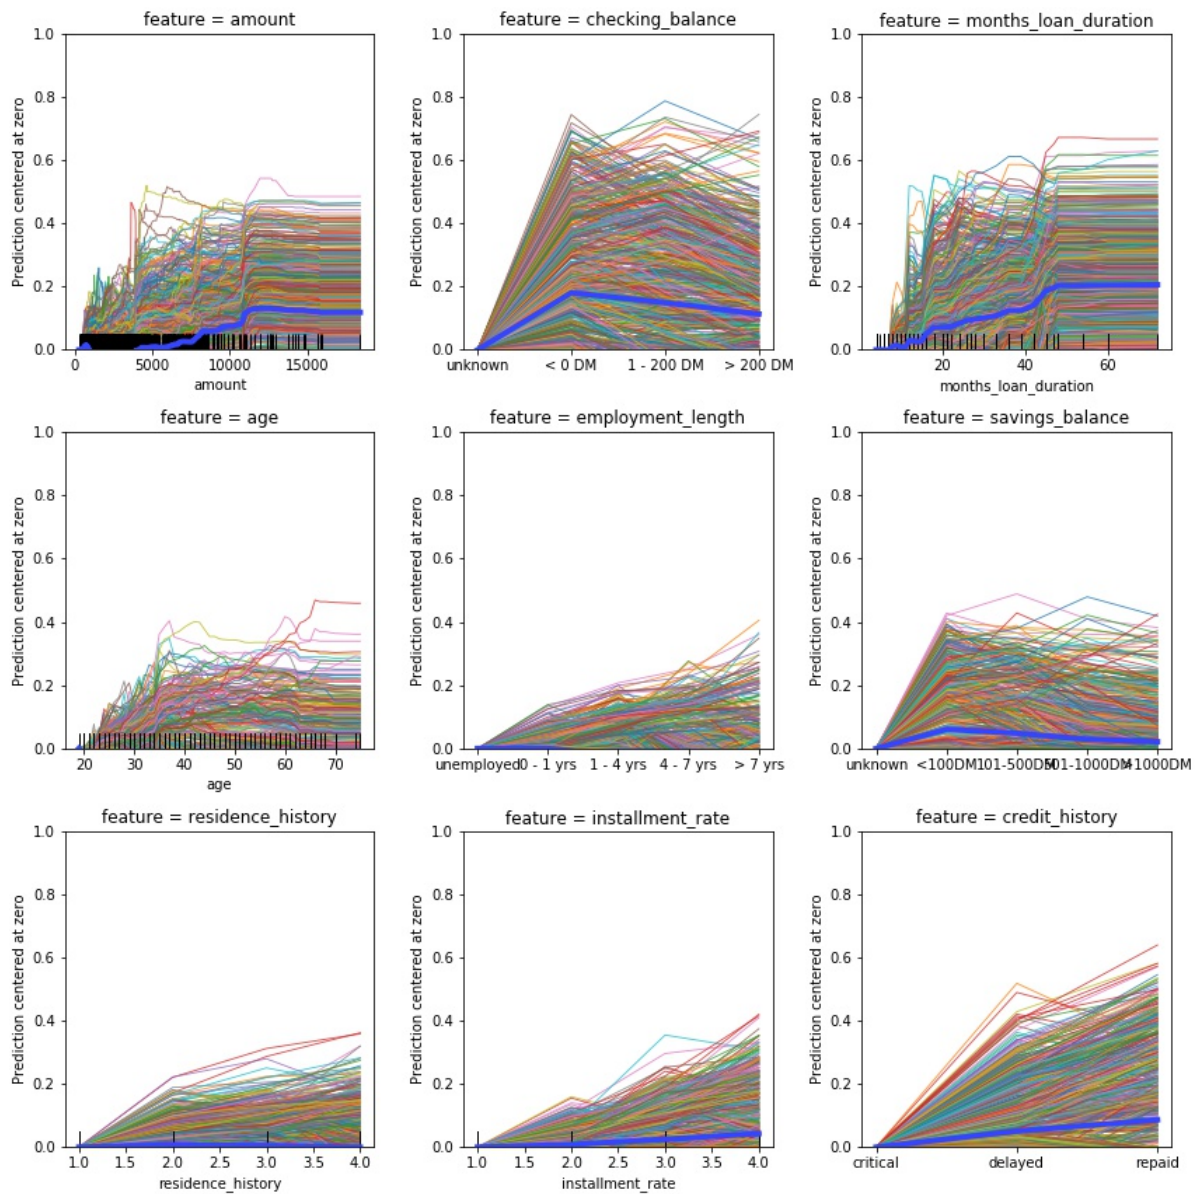 feature = amount
Prediction centered at zero
1.0
0.8
0.6
0.4
0.2
0.0
0 5000 10000 15000
amount
feature = checking_balance
Prediction centered at zero
1.0
0.8
0.6
0.4
0.2
0.0
unknown < 0 DM 1 - 200 DM > 200 DM
feature = months_loan_duration
Prediction centered at zero
1.0
0.8
0.6
0.4
0.2
0.0
20 40 60
months_loan_duration
feature = age
Prediction centered at zero
1.0
0.8
0.6
0.4
0.2
0.0
20 30 40 50 60 70
age
feature = employment_length
Prediction centered at zero
1.0
0.8
0.6
0.4
0.2
0.0
unemployed 0 - 1 yrs 1 - 4 yrs 4 - 7 yrs > 7 yrs
feature = savings_balance
Prediction centered at zero
1.0
0.8
0.6
0.4
0.2
0.0
unknown <100DM 101-500DM 501-1000DM >1000DM
feature = residence_history
Prediction centered at zero
1.0
0.8
0.6
0.4
0.2
0.0
1.0 1.5 2.0 2.5 3.0 3.5 4.0
residence_history
feature = installment_rate
Prediction centered at zero
1.0
0.8
0.6
0.4
0.2
0.0
1.0 1.5 2.0 2.5 3.0 3.5 4.0
installment_rate
feature = credit_history
Prediction centered at zero
1.0
0.8
0.6
0.4
0.2
0.0
critical delayed repaid